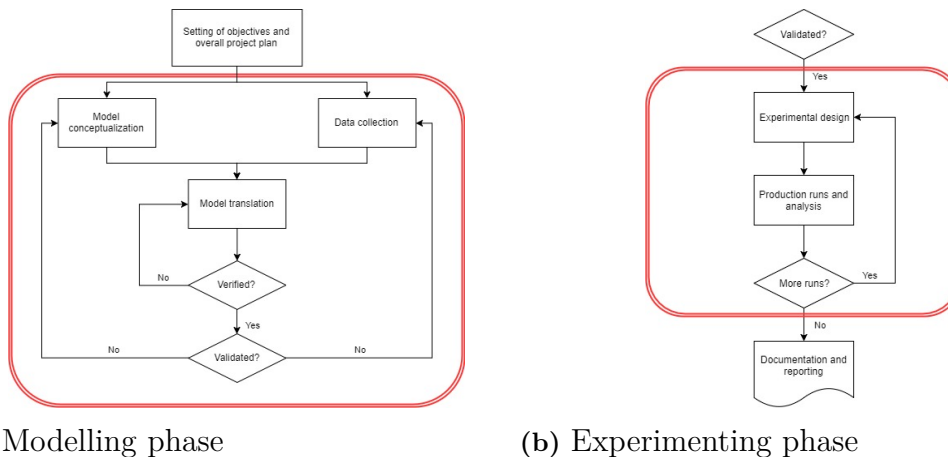 Setting of objectives and
overall project plan
Model
conceptualization
Data collection
Model translation
No
Verified?
Yes
No
Validated?
No
Modelling phase
Validated?
Yes
Experimental design
Production runs and
analysis
More runs?
Yes
No
Documentation and
reporting
(b) Experimenting phase